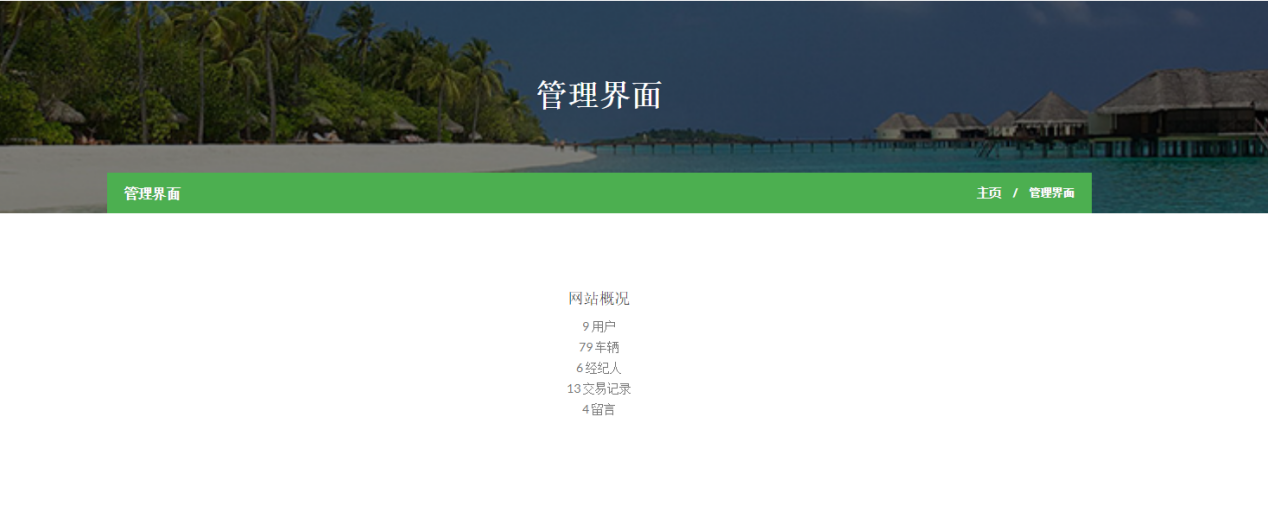 管理界面
管理界面
主页 / 管理界面
网站概况
9 用户
79 车辆
6 经纪人
13 交易记录
4 留言